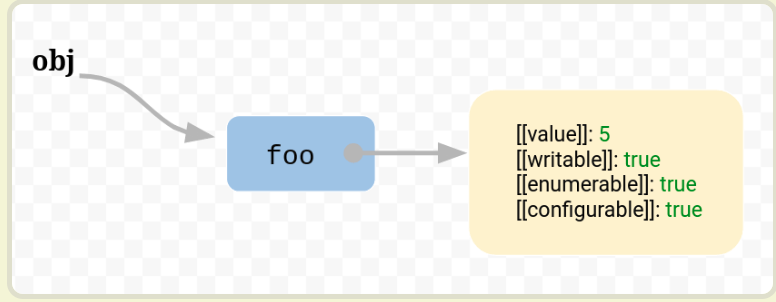 obj
foo
[[value]]: 5
[[writable]]: true
[[enumerable]]: true
[[configurable]]: true